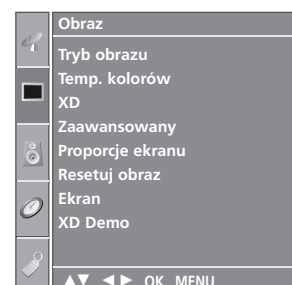 Obraz
Tryb obrazu
Temp. kolorów
XD
Zaawansowany
Proporcje ekranu
Resetuj obraz
Ekran
XD Demo
▲▼ ◄► OK MENU